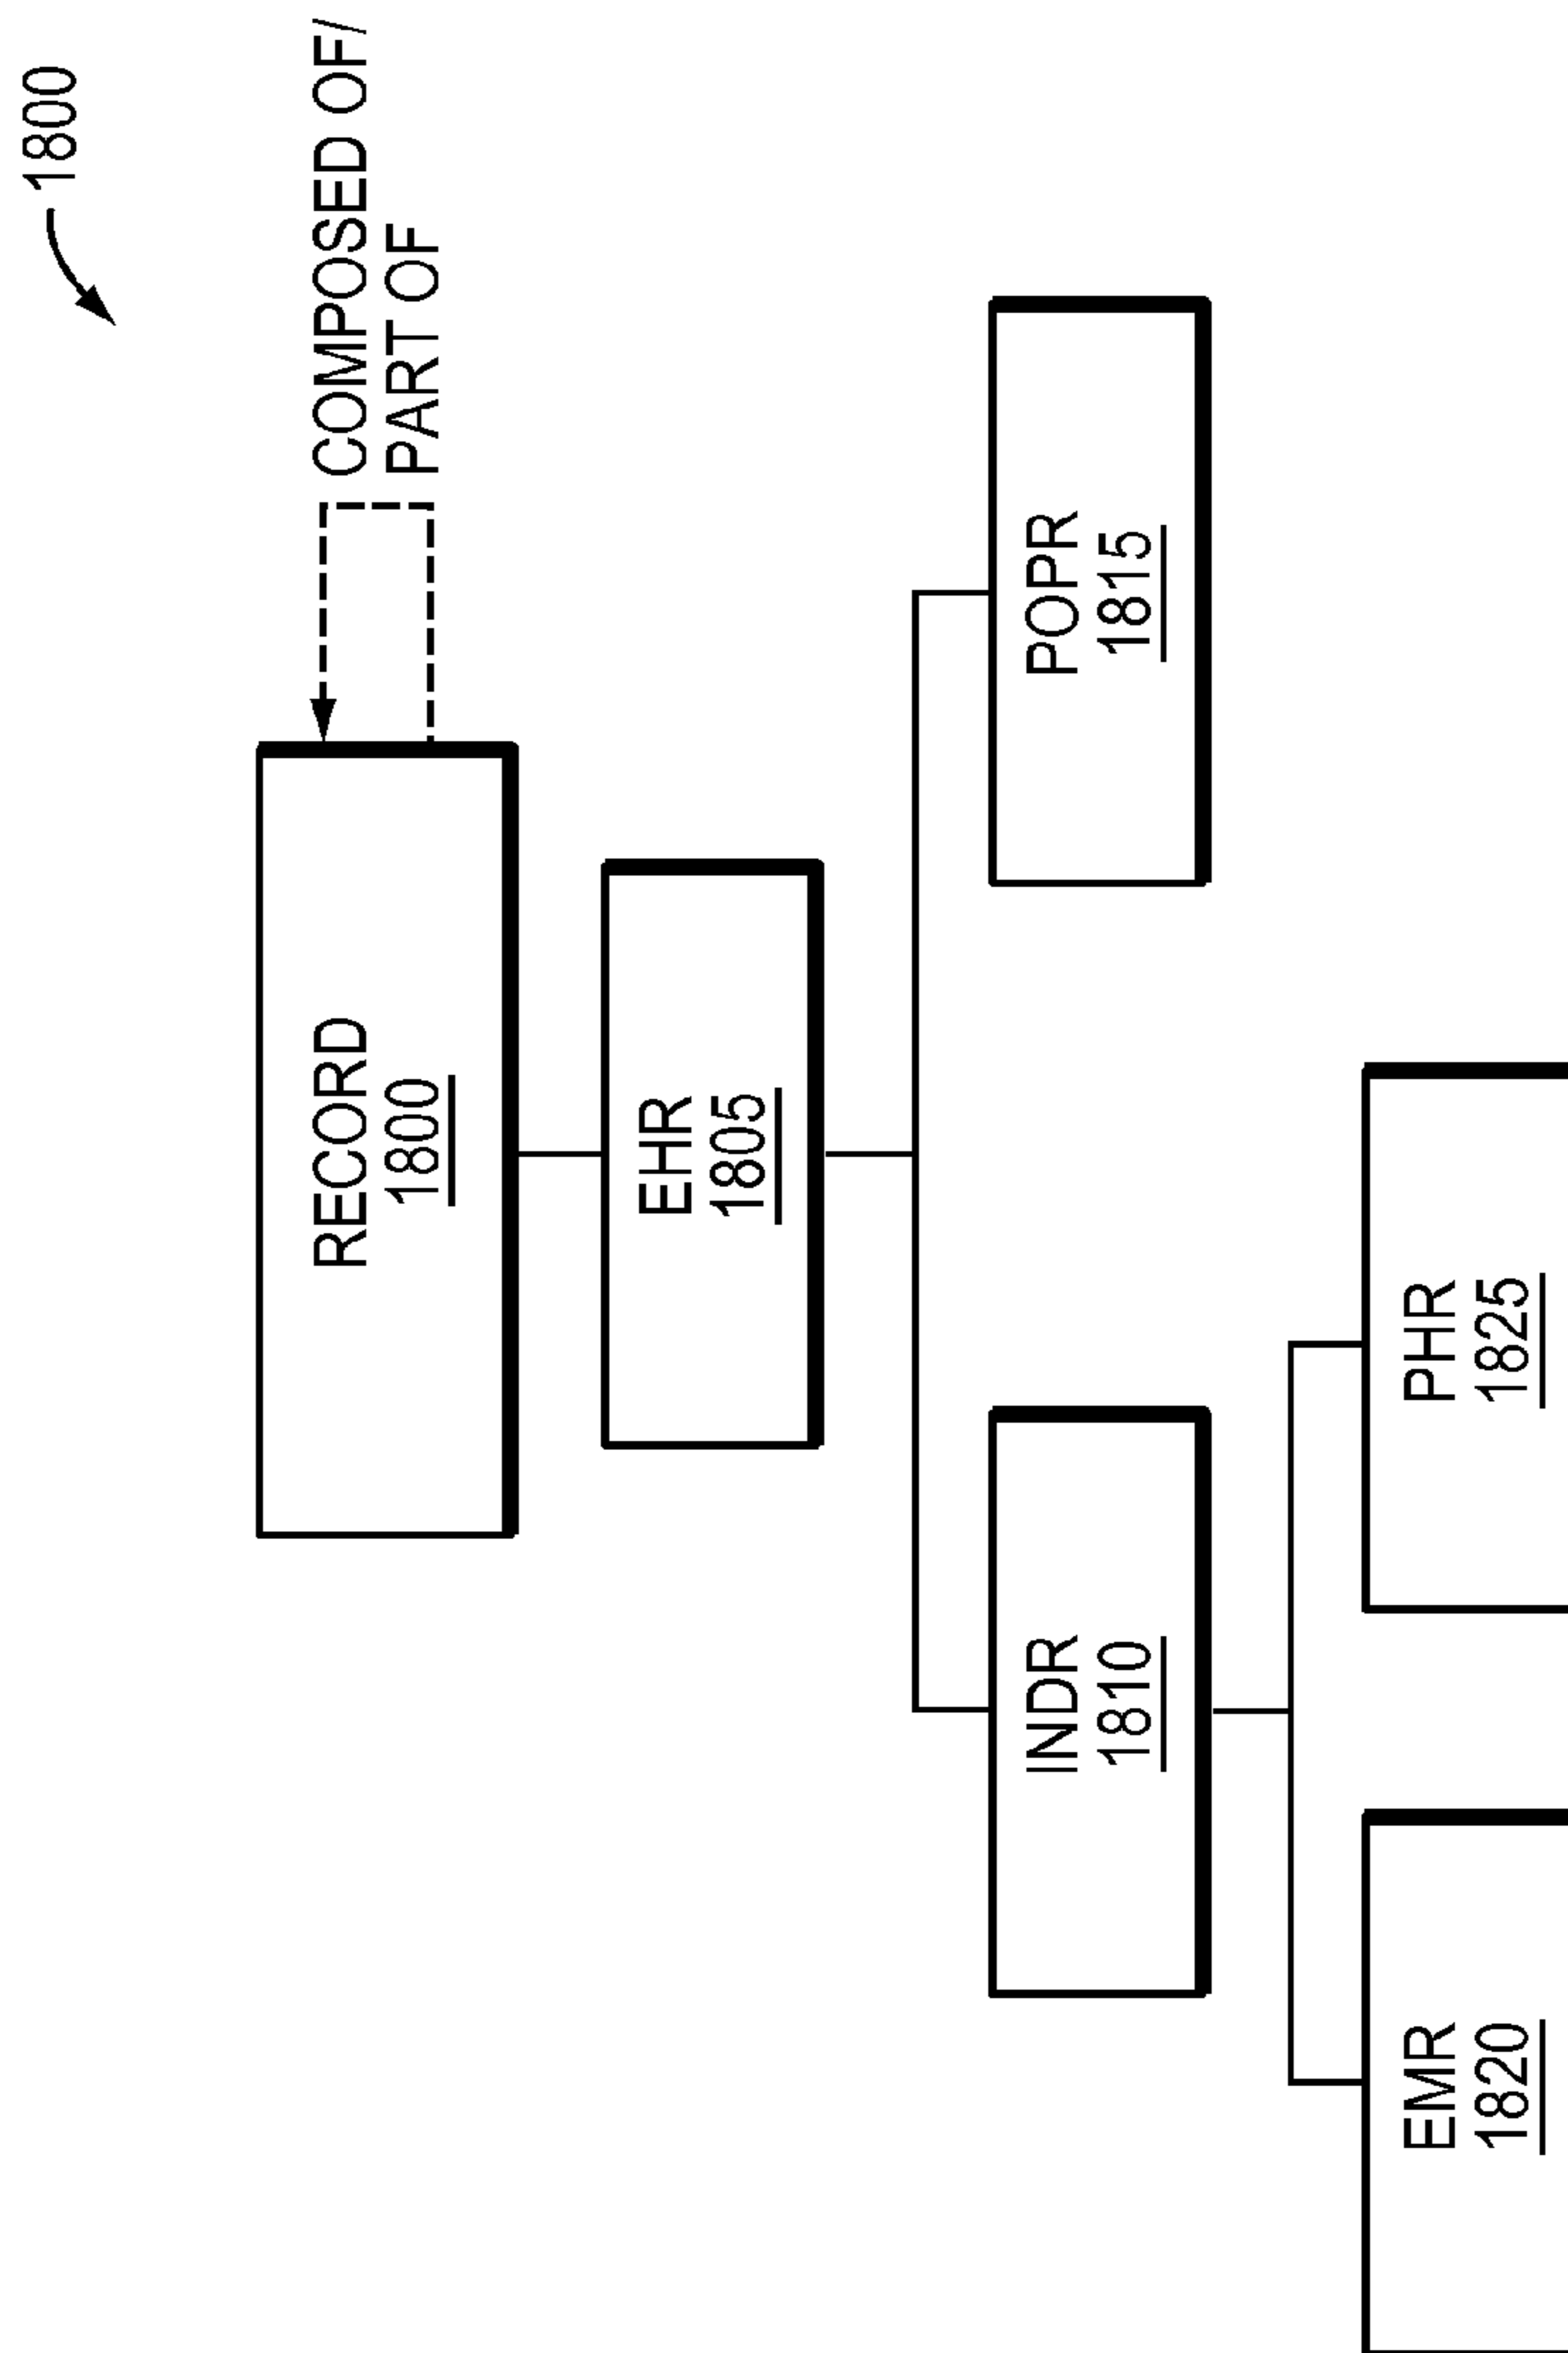 1800
COMPOSED OF/
PART OF
RECORD
1800
EHR
1805
INDR
1810
POPR
1815
EMR
1820
PHR
1825